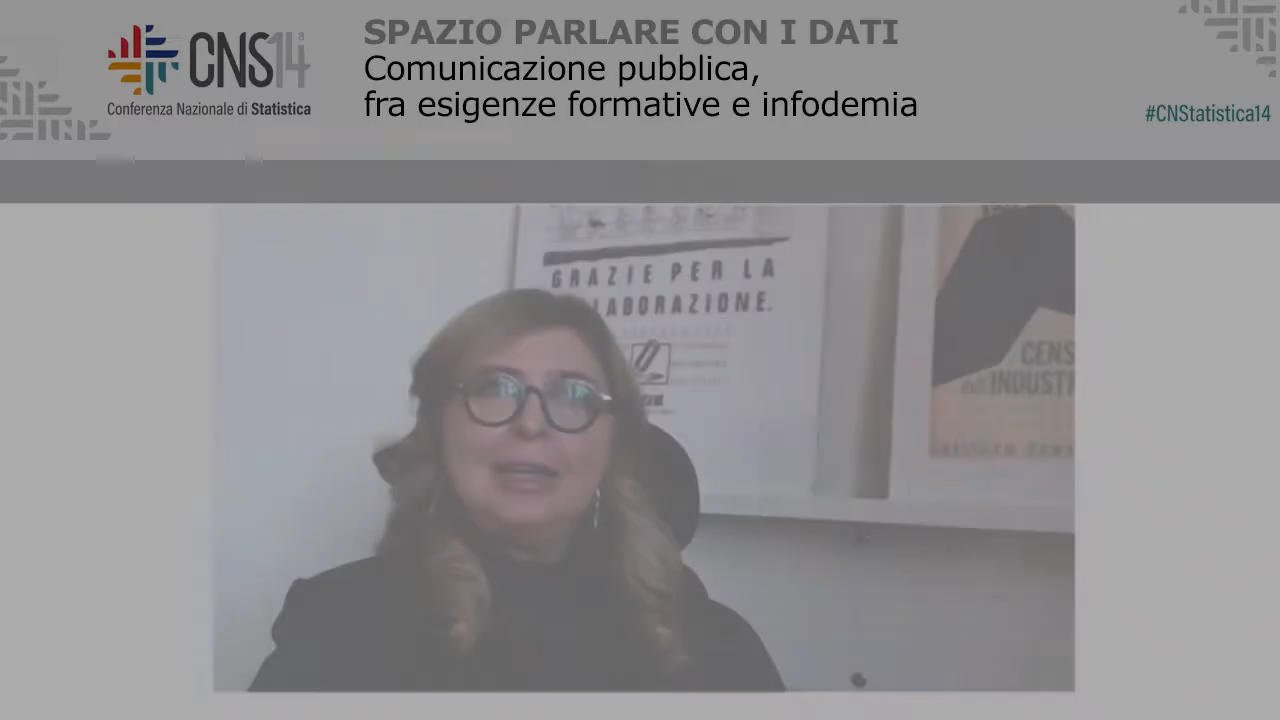 SPAZIO PARLARE CON I DATI
Comunicazione pubblica,
fra esigenze formative e infodemia
CNS14ª
Conferenza Nazionale di Statistica
#CNStatistica14
GRAZIE PER LA
LABORAZIONE.
CENS
INDUSTR